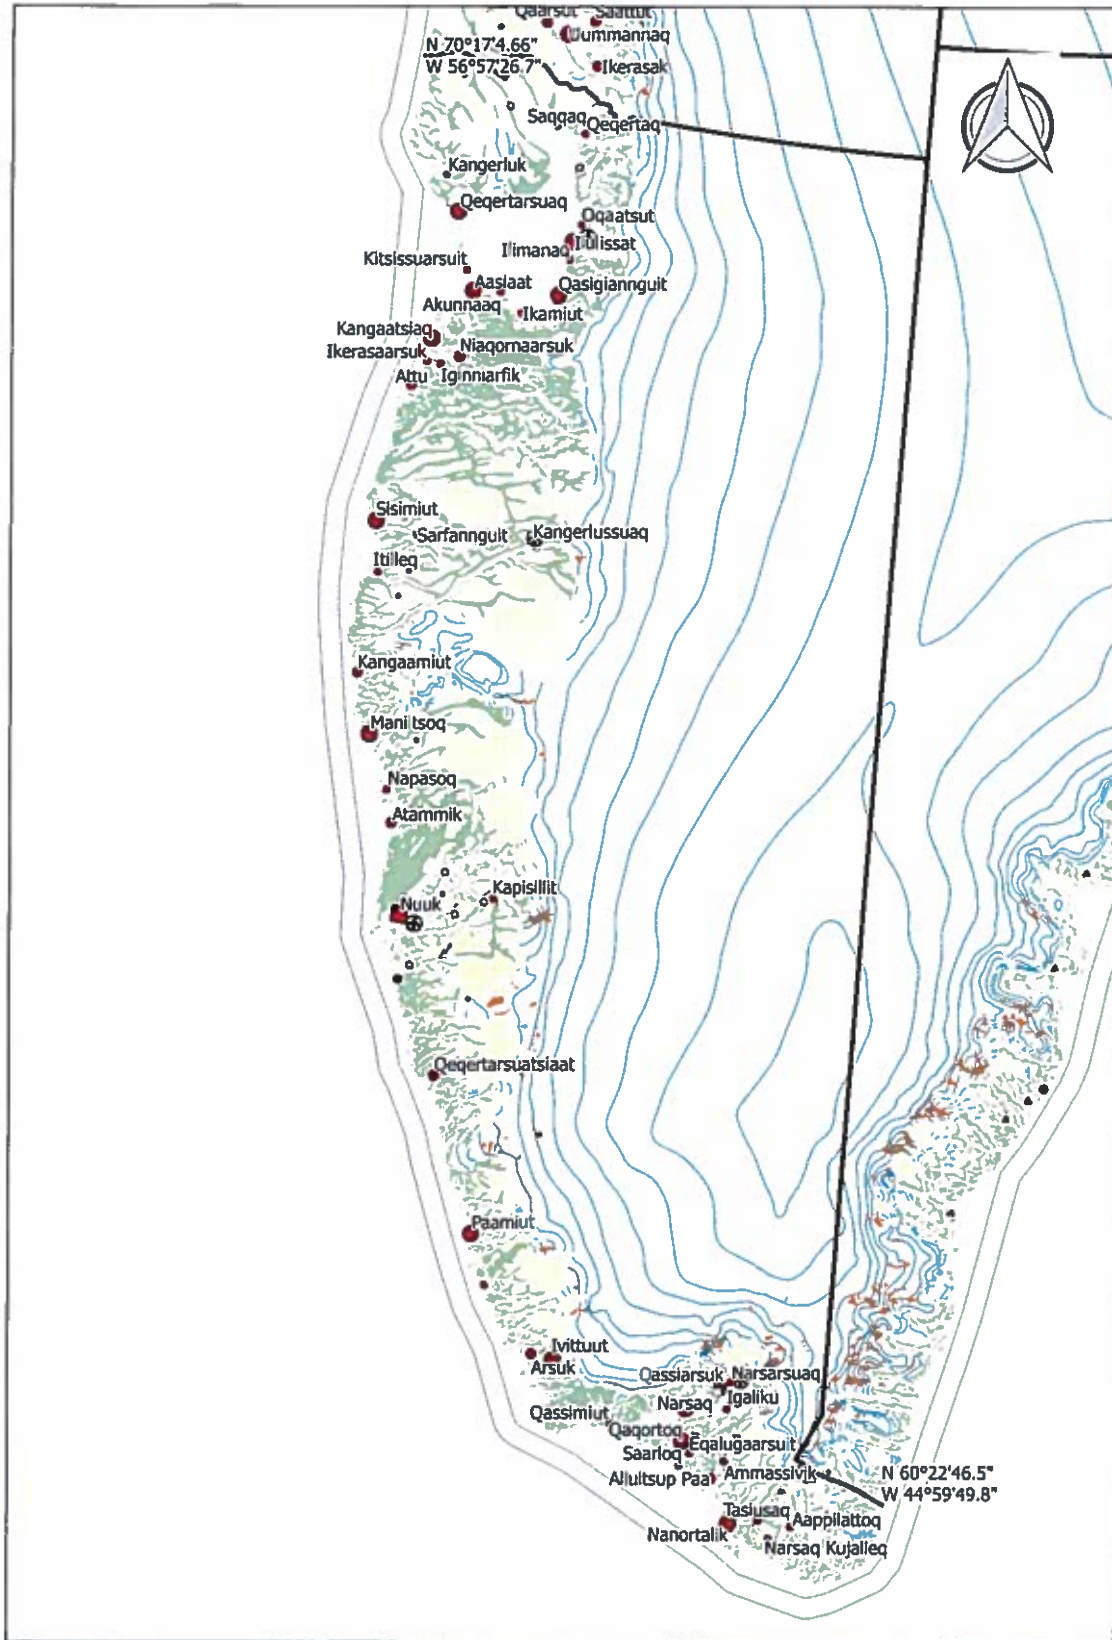 Qaarsut
Saattut
Uummannaq
N 70°17'4.66"
W 56°57'26.7"
Ikerasak
Saqqaq
Qeqertaq
Kangerluk
Qeqertarsuaq
Oqaatsut
Ilulissat
Ilimanaq
Kitsissuarsuit
Aasiaat
Qasigiannguit
Akunnaaq
Ikamiut
Kangaatsiaq
Niaqornaarsuk
Ikerasaarsuk
Attu
Iginniarfik
Sisimiut
Sarfannguit
Kangerlussuaq
Itilleq
Kangaamiut
Maniitsoq
Napasoq
Atammik
Kapisillit
Nuuk
Qeqertarsuatsiaat
Paamiut
Ivittuut
Arsuk
Qassiarsuk
Narsarsuaq
Igaliku
Narsaq
Qassimiut
Qaqortoq
Eqalugaarsuit
Saarloq
Ammassivik
Alluitsup Paa
N 60°22'46.5"
W 44°59'49.8"
Tasiusaq
Aappilattoq
Nanortalik
Narsaq Kujalleq